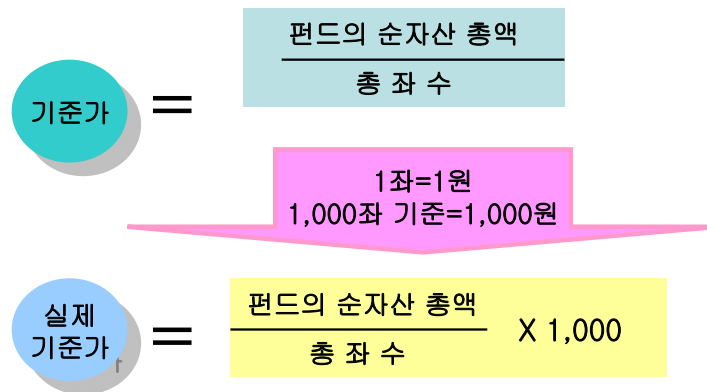 기준가 = 펀드의 순자산 총액
총 좌 수
1좌=1원
1,000좌 기준=1,000원
실제
기준가 = 펀드의 순자산 총액 X 1,000
총 좌 수